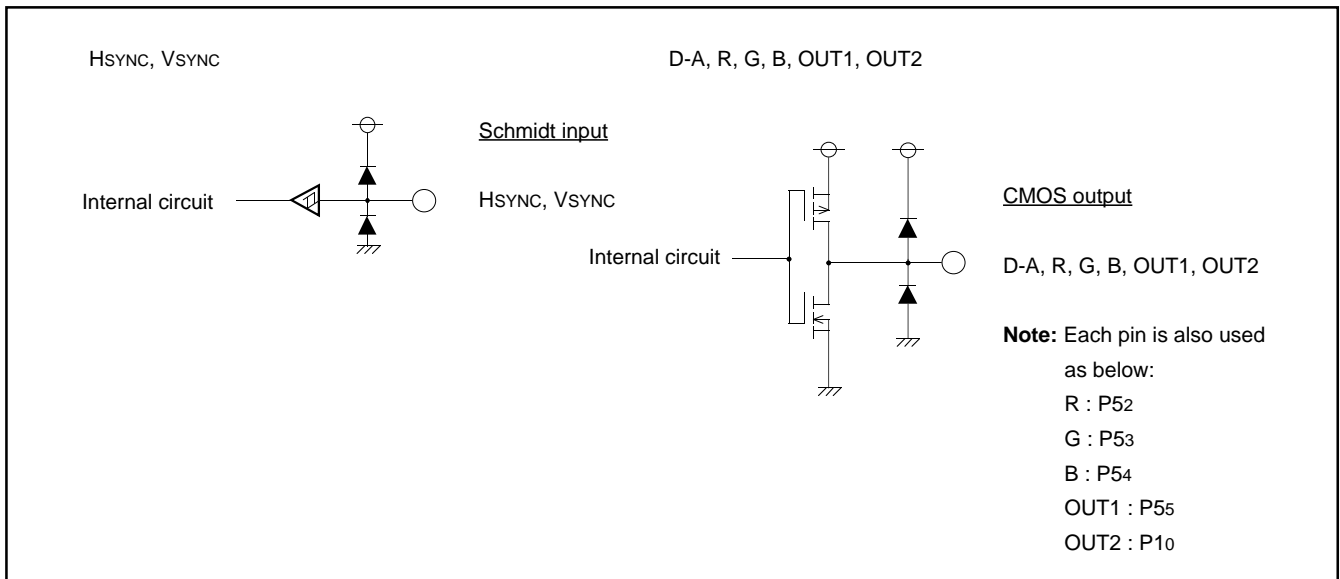 HSYNC, VSYNC
Schmidt input
Internal circuit
HSYNC, VSYNC
D-A, R, G, B, OUT1, OUT2
CMOS output
Internal circuit
D-A, R, G, B, OUT1, OUT2
Note: Each pin is also used
as below:
R : P52
G : P53
B : P54
OUT1 : P55
OUT2 : P10